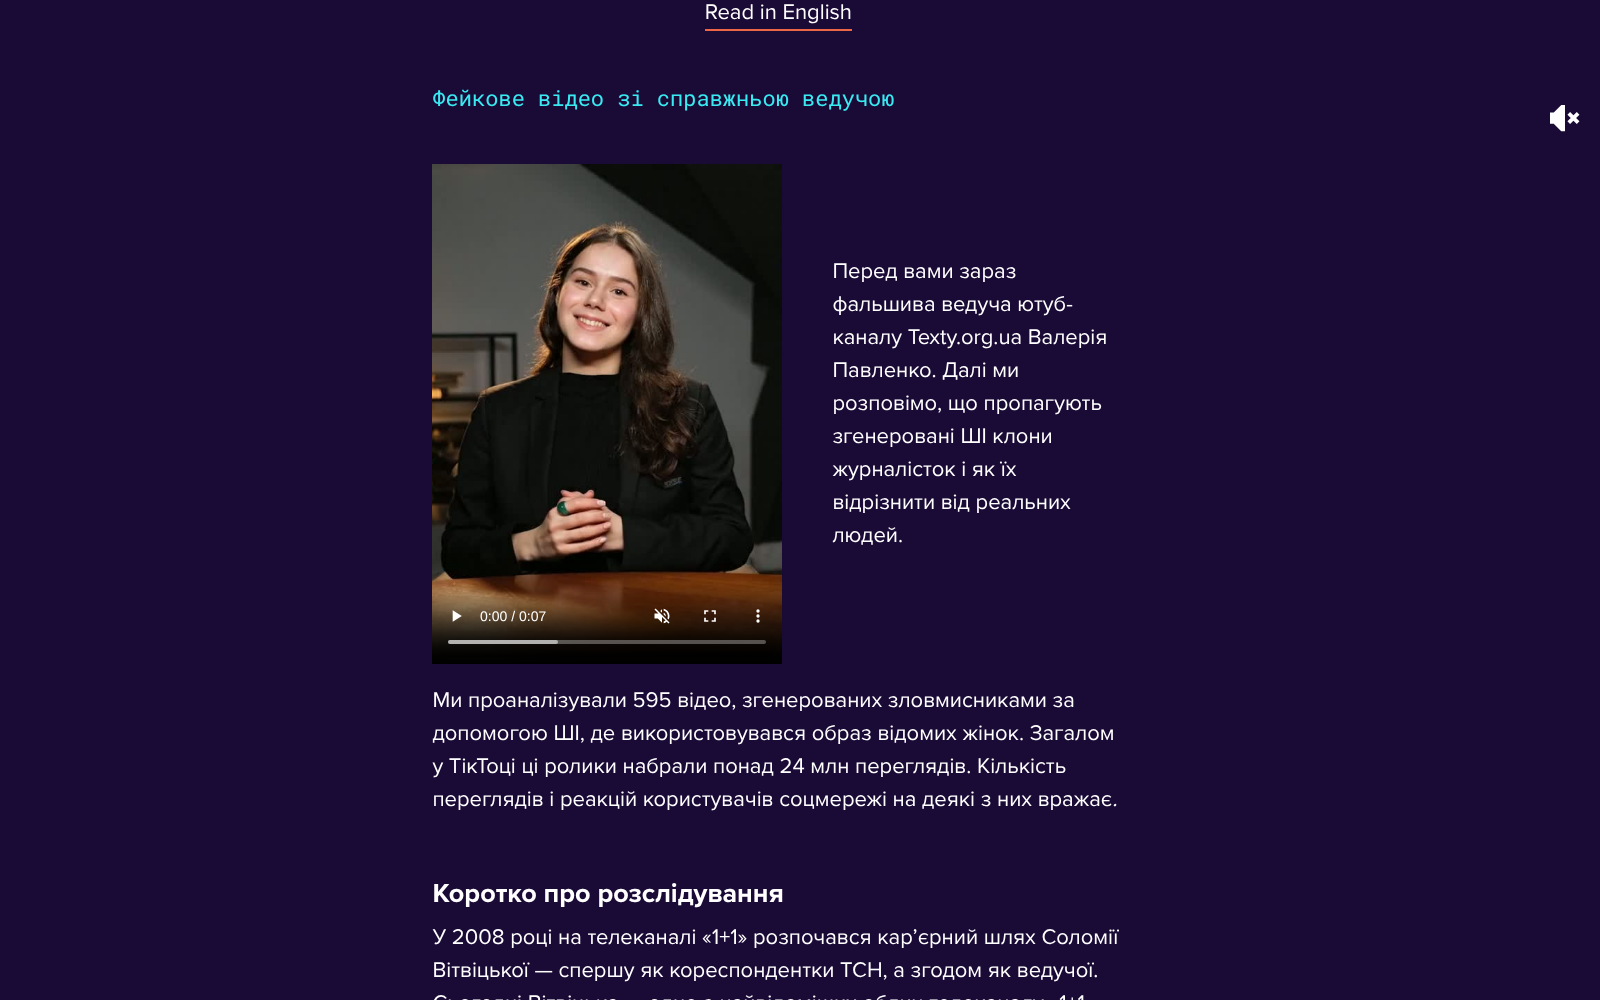 Read in English
Фейкове відео зі справжньою ведучою
Перед вами зараз
фальшива ведуча ютуб-
каналу Texty.org.ua Валерія
Павленко. Далі ми
розповімо, що пропагують
згенеровані ШІ клони
журналісток і як їх
відрізнити від реальних
людей.
0:00 / 0:07
Ми проаналізували 595 відео, згенерованих зловмисниками за
допомогою ШІ, де використовувався образ відомих жінок. Загалом
у ТікТоці ці ролики набрали понад 24 млн переглядів. Кількість
переглядів і реакцій користувачів соцмережі на деякі з них вражає.
Коротко про розслідування
У 2008 році на телеканалі «1+1» розпочався кар’єрний шлях Соломії
Вітвіцької — спершу як кореспондентки ТСН, а згодом як ведучої.